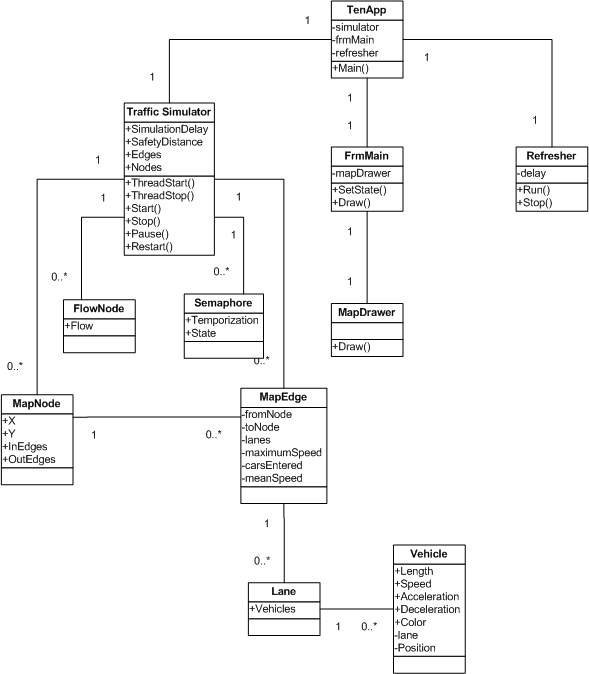 TenApp
-simulator
-frmMain
-refresher
+Main()
1
1
1
1
1
1
Traffic Simulator
+SimulationDelay
+SafetyDistance
+Edges
+Nodes
+ThreadStart()
+ThreadStop()
+Start()
+Stop()
+Pause()
+Restart()
FrmMain
-mapDrawer
+SetState()
+Draw()
Refresher
-delay
+Run()
+Stop()
1
1
1
1
1
1
0..*
0..*
FlowNode
+Flow
Semaphore
+Temporization
+State
MapDrawer
+Draw()
0..*
0..*
MapNode
+X
+Y
+InEdges
+OutEdges
1
0..*
MapEdge
-fromNode
-toNode
-lanes
-maximumSpeed
-carsEntered
-meanSpeed
1
0..*
Lane
+Vehicles
1
0..*
Vehicle
+Length
+Speed
+Acceleration
+Deceleration
+Color
-lane
-Position